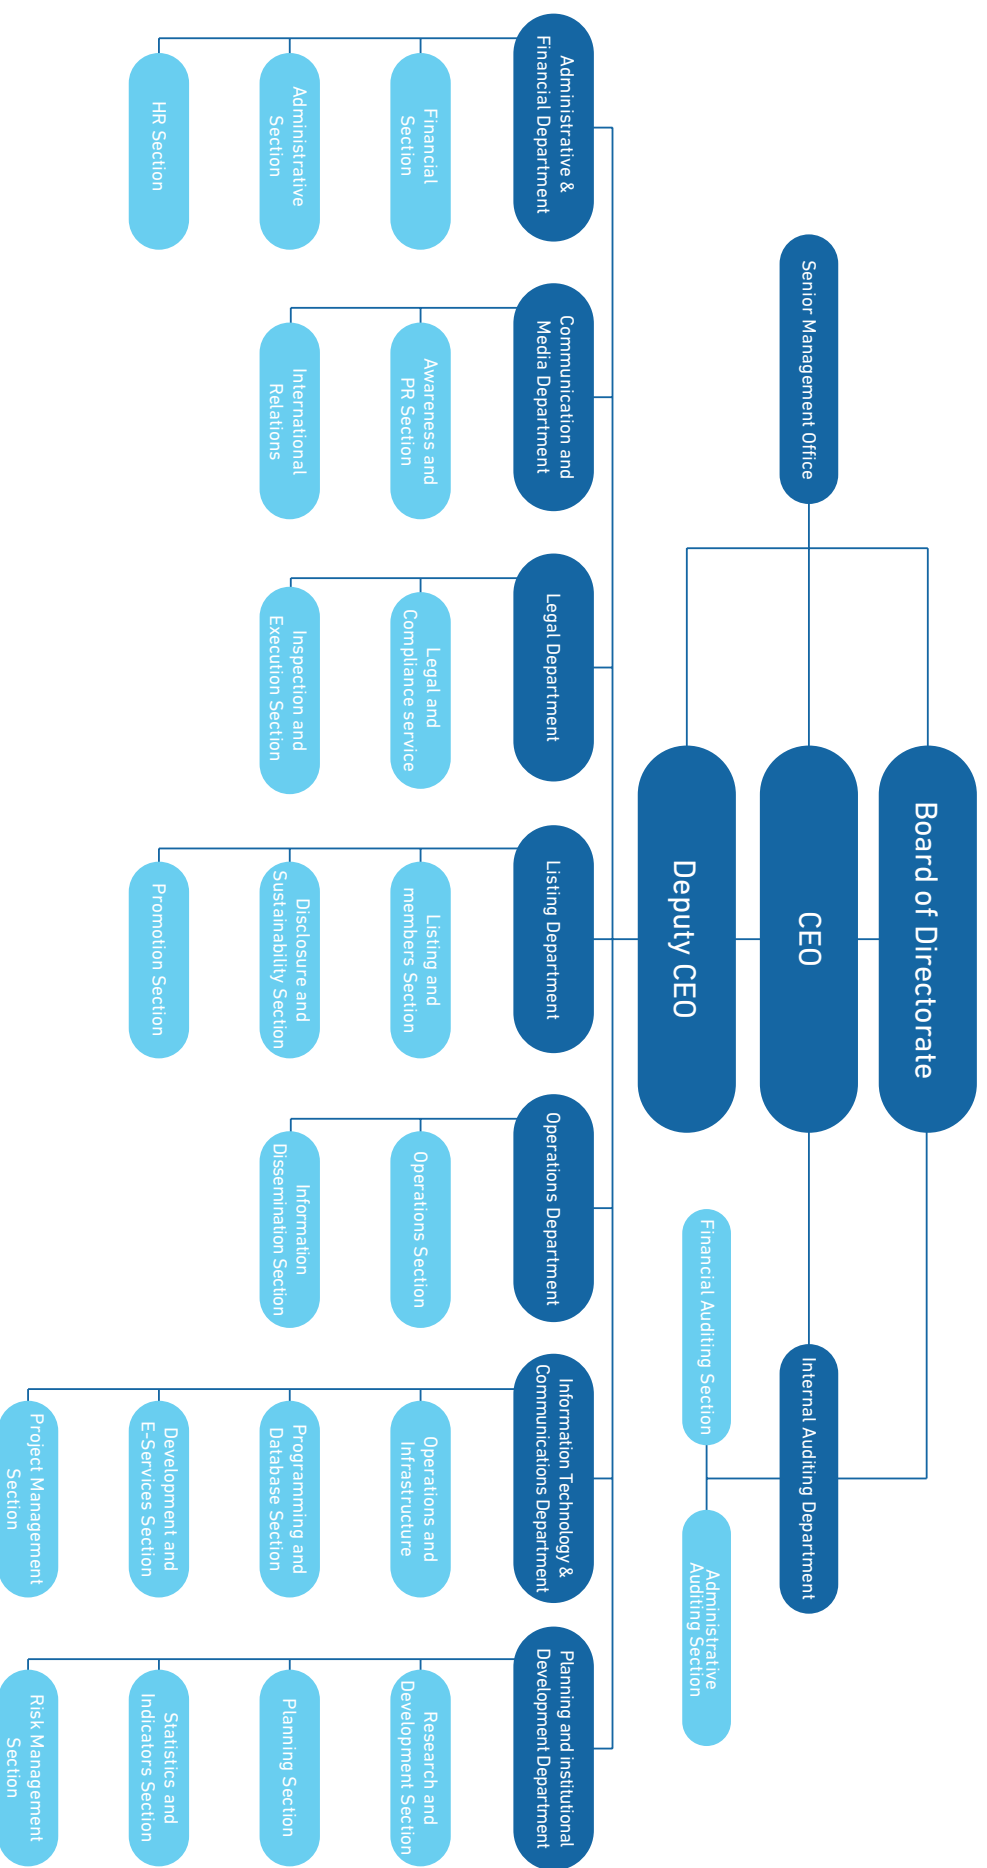 Board of Directorate
CEO
Deputy CEO
Senior Management Office
Internal Auditing Department
Financial Auditing Section
Administrative
Auditing Section
Administrative &
Financial Department
Financial
Section
Administrative
Section
HR Section
Communication and
Media Department
Awareness and
PR Section
International
Relations
Legal Department
Legal and
Compliance service
Inspection and
Execution Section
Listing Department
Listing and
members Section
Disclosure and
Sustainability Section
Promotion Section
Operations Department
Operations Section
Information
Dissemination Section
Information Technology &
Communications Department
Operations and
Infrastructure
Programming and
Database Section
Development and
E-Services Section
Project Management
Section
Planning and institutional
Development Department
Research and
Development Section
Planning Section
Statistics and
Indicators Section
Risk Management
Section